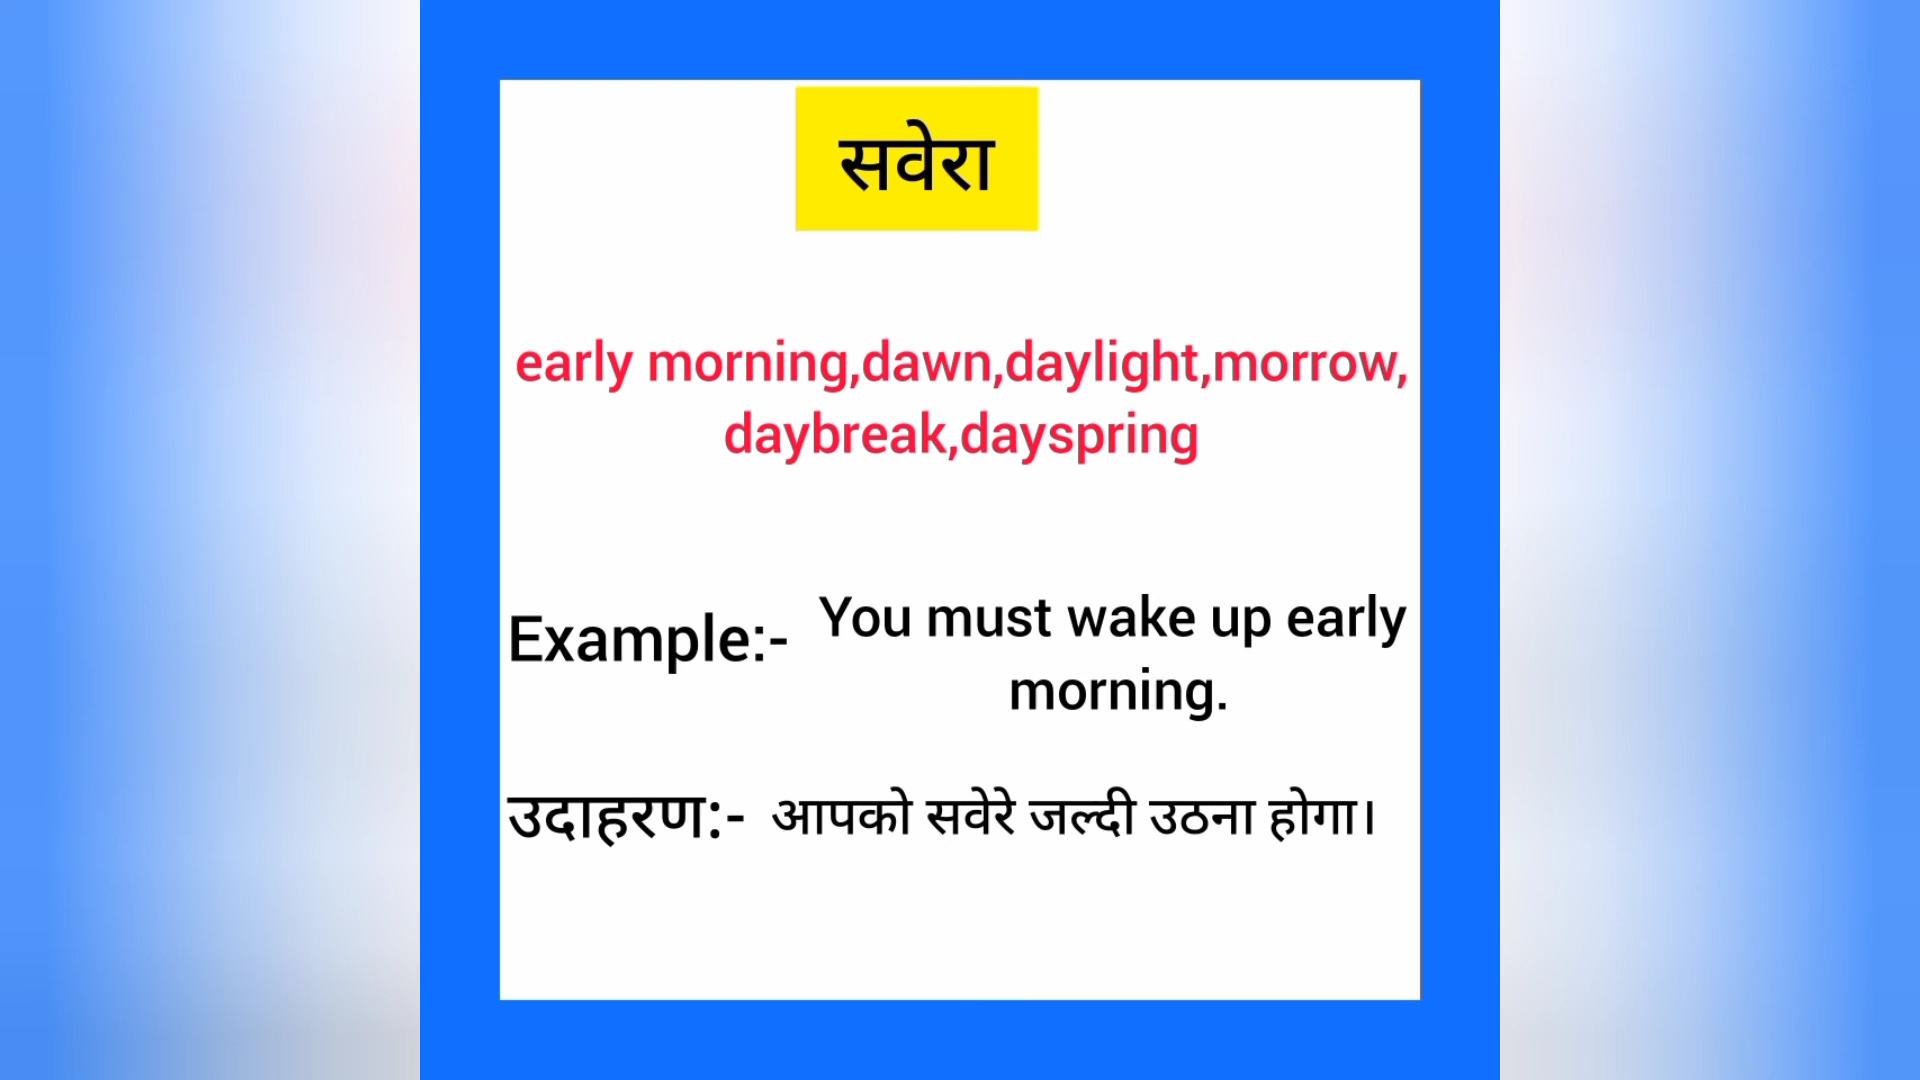 सवेरा
early morning,dawn,daylight,morrow,
daybreak,dayspring
Example:- You must wake up early
morning.
उदाहरण:- आपको सवेरे जल्दी उठना होगा।